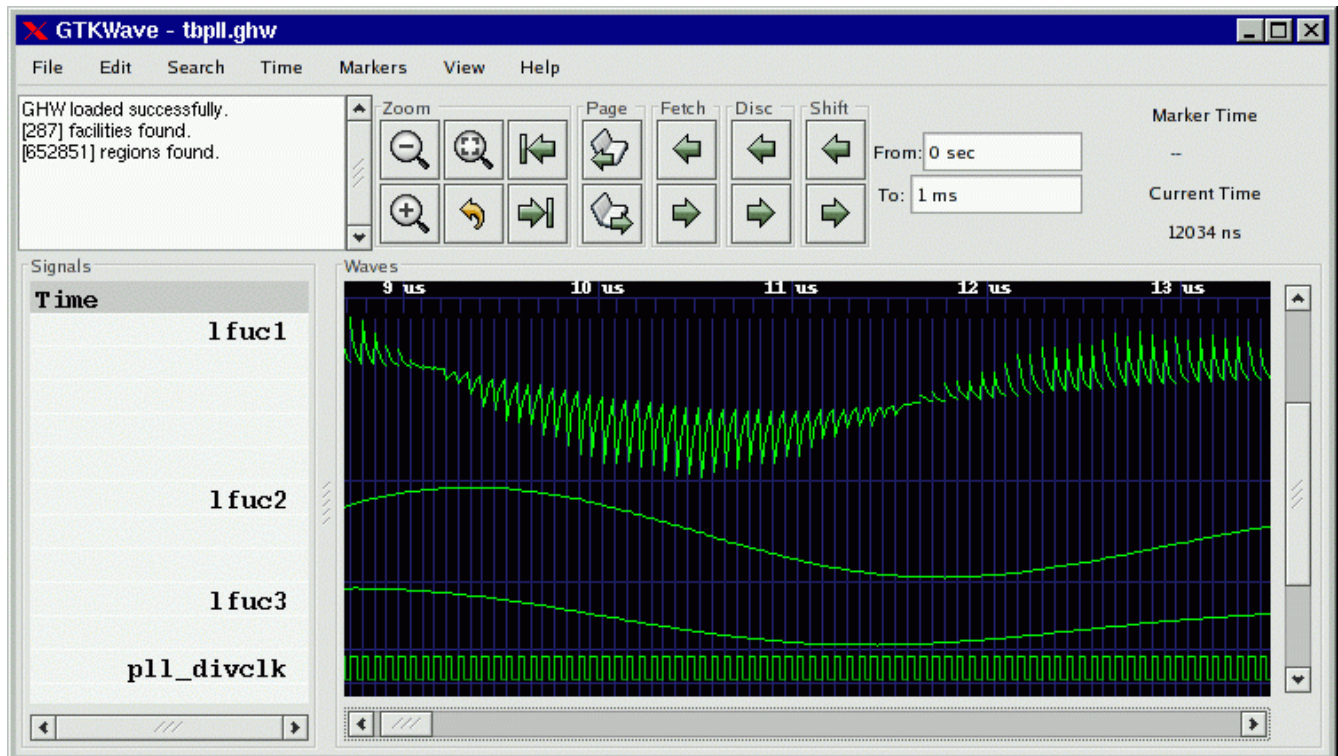 GTKWave - tbpll.ghw
File Edit Search Time Markers View Help
GHW loaded successfully.
[287] facilities found.
[652851] regions found.
Zoom Page Fetch Disc Shift
From: 0 sec
To: 1 ms
Marker Time
--
Current Time
12034 ns
Signals
Waves
Time
9 us 10 us 11 us 12 us 13 us
lfuc1
lfuc2
lfuc3
pll_divclk